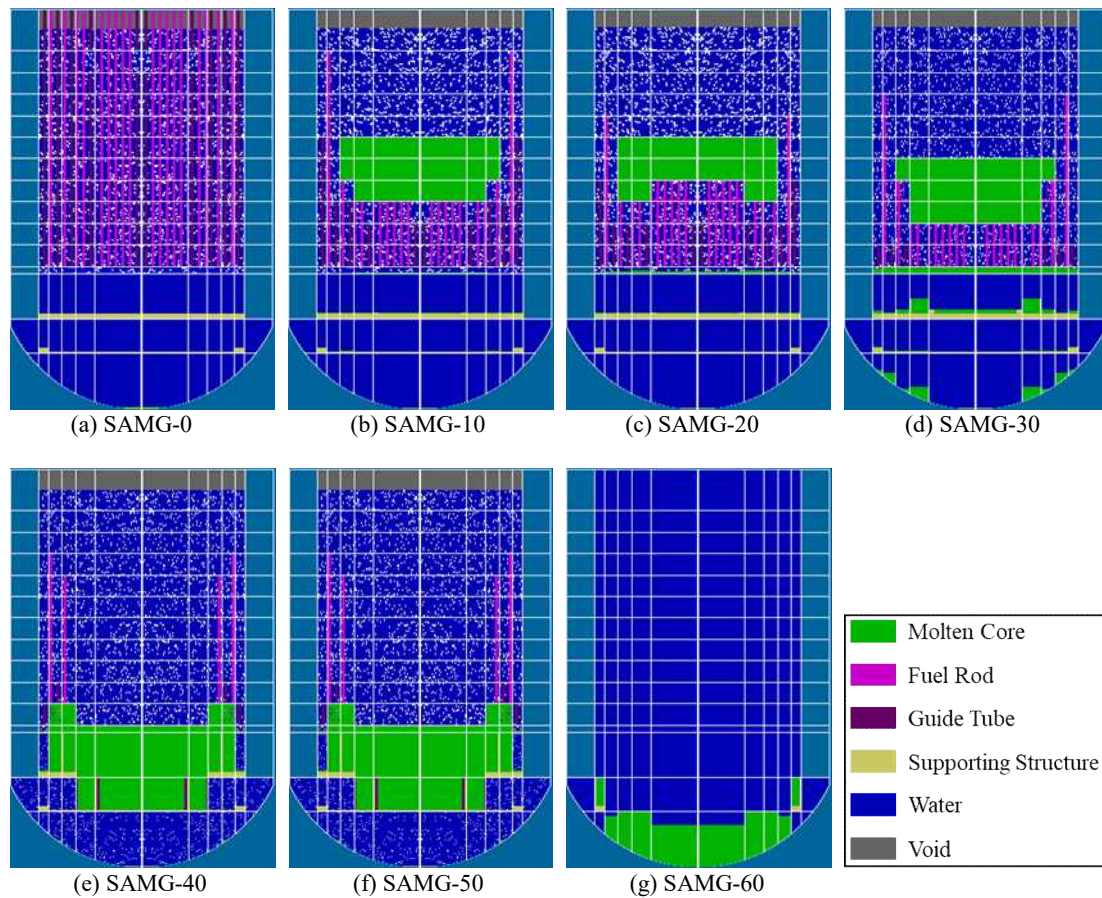 (a) SAMG-0
(b) SAMG-10
(c) SAMG-20
(d) SAMG-30
Molten Core
Fuel Rod
Guide Tube
Supporting Structure
Water
Void
(e) SAMG-40
(f) SAMG-50
(g) SAMG-60